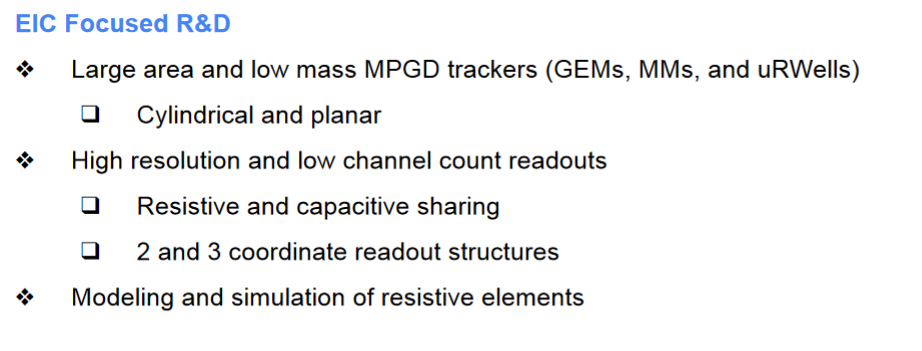 EIC Focused R&D
❖ Large area and low mass MPGD trackers (GEMs, MMs, and uRWells)
❑ Cylindrical and planar
❖ High resolution and low channel count readouts
❑ Resistive and capacitive sharing
❑ 2 and 3 coordinate readout structures
❖ Modeling and simulation of resistive elements